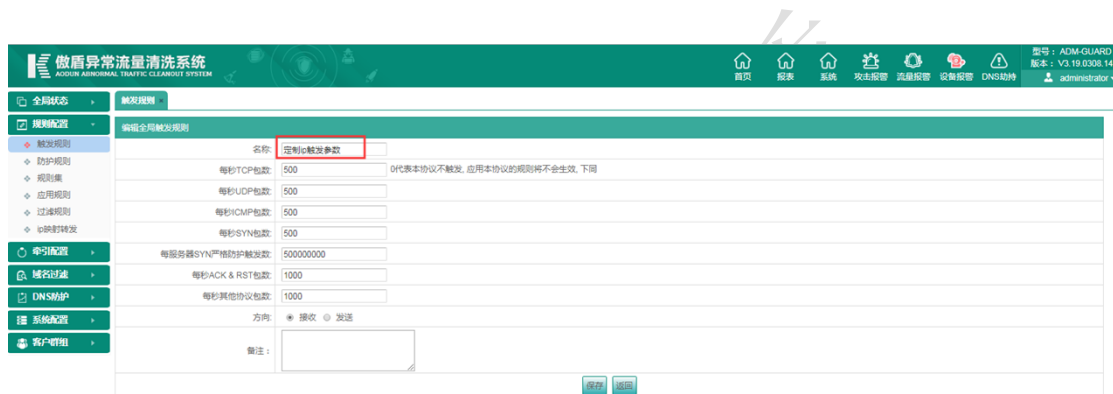 傲盾异常流量清洗系统
AODUN ABNORMAL TRAFFIC CLEANOUT SYSTEM
首页 报表 系统 攻击报警 流量报警 设备报警 DNS劫持
型号：ADM-GUARD
版本：V3.19.0308.14
administrator
全局状态
触发规则 ×
规则配置
触发规则
防护规则
规则集
应用规则
过滤规则
ip映射转发
牵引配置
域名过滤
DNS防护
系统配置
客户群组
编辑全局触发规则
名称: 定制ip触发参数
每秒TCP包数: 500 0代表本协议不触发, 应用本协议的规则将不会生效, 下同
每秒UDP包数: 500
每秒ICMP包数: 500
每秒SYN包数: 500
每服务器SYN严格防护触发数: 500000000
每秒ACK & RST包数: 1000
每秒其他协议包数: 1000
方向: 接收 发送
备注：
保存 返回